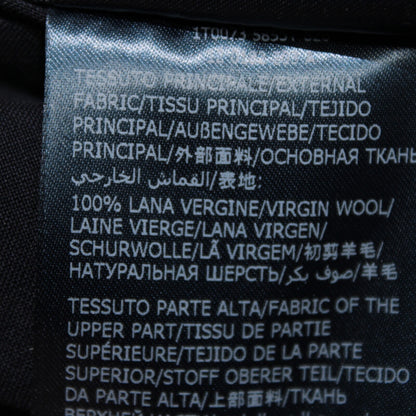 TESSUTO PRINCIPALE/EXTERNAL
FABRIC/TISSU PRINCIPAL/TEJIDO
PRINCIPAL/AUßENGEWEBE/TECIDO
PRINCIPAL/外部面料/ОСНОВНАЯ ТКАНЬ
القماش الخارجي/表地:
100% LANA VERGINE/VIRGIN WOOL/
LAINE VIERGE/LANA VIRGEN/
SCHURWOLLE/LÃ VIRGEM/初剪羊毛/
НАТУРАЛЬНАЯ ШЕРСТЬ/صوف بكر/羊毛
TESSUTO PARTE ALTA/FABRIC OF THE
UPPER PART/TISSU DE PARTIE
SUPÉRIEURE/TEJIDO DE LA PARTE
SUPERIOR/STOFF OBERER TEIL/TECIDO
DA PARTE ALTA/上部面料/ТКАНЬ
ВЕРХНЕЙ